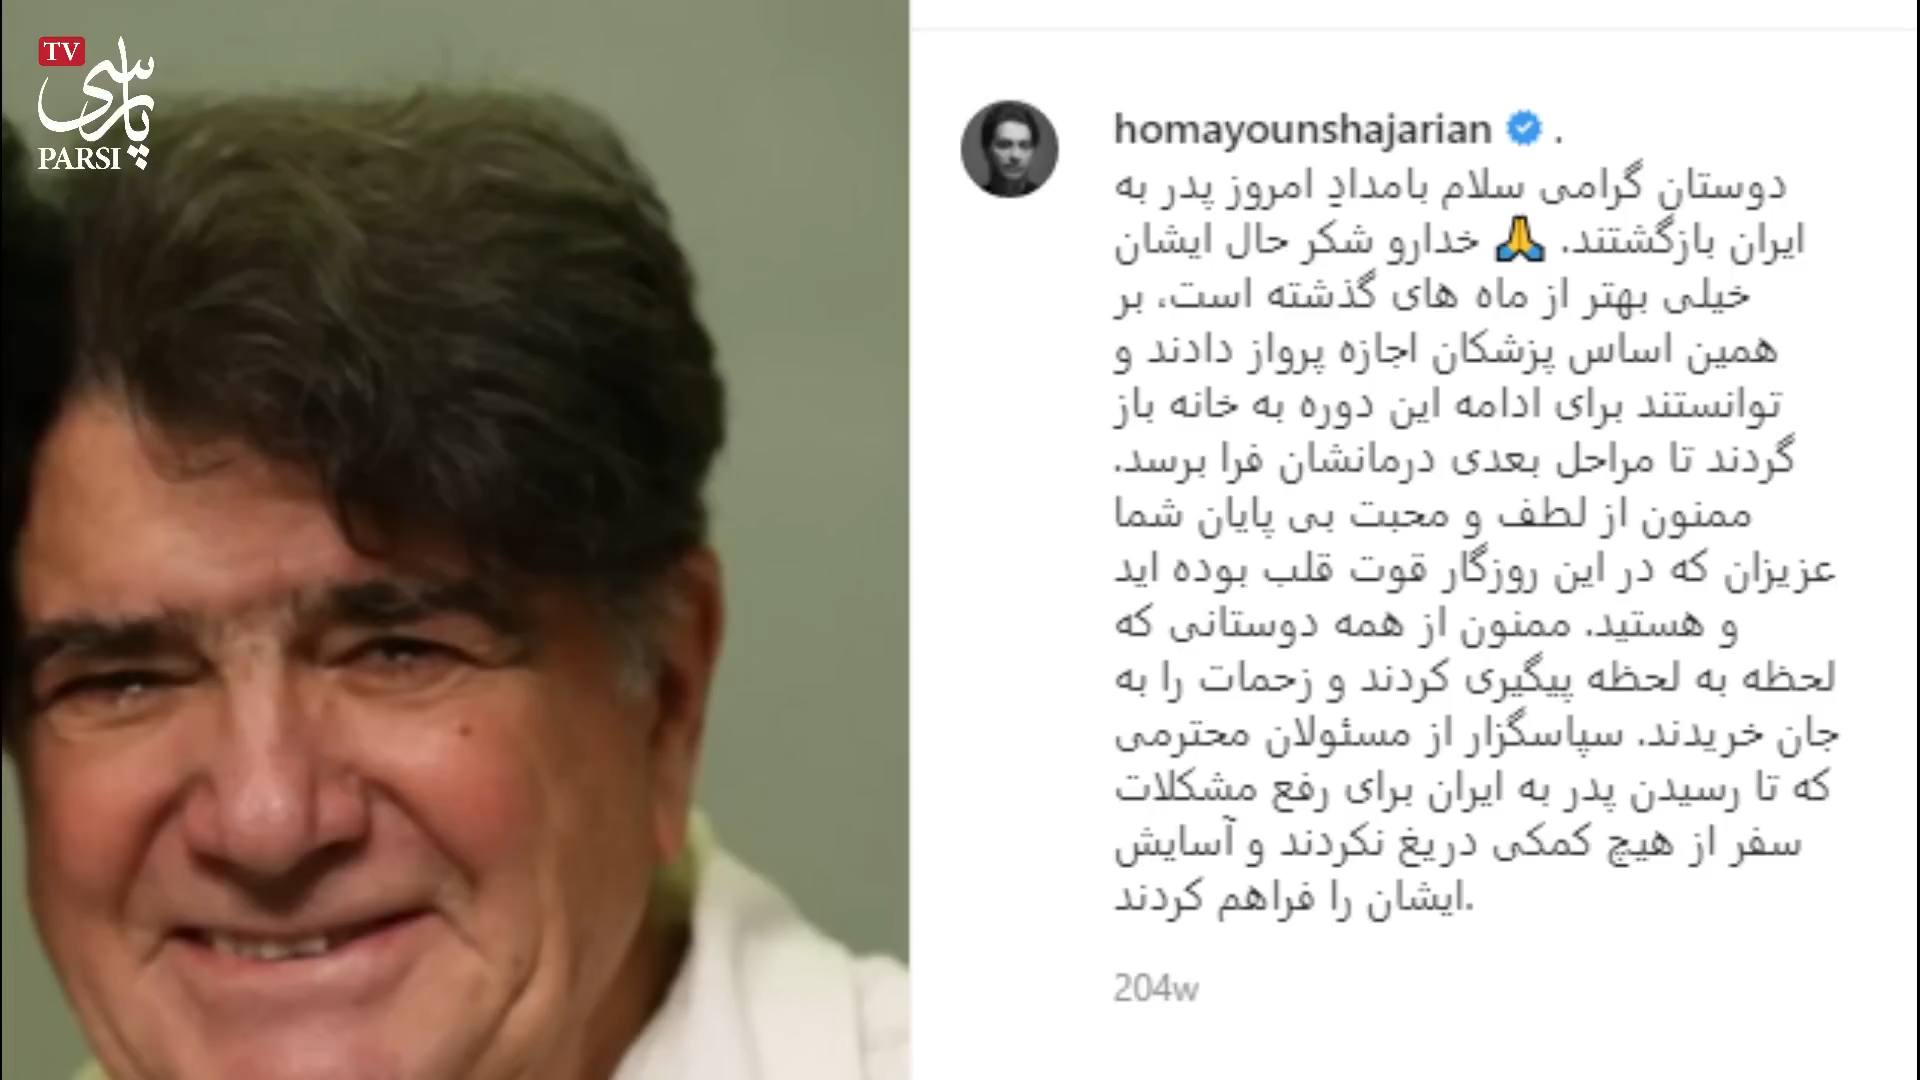 TV
پارسی
PARSI
homayounshajarian .
دوستان گرامی سلام بامدادِ امروز پدر به
ایران بازگشتند. 🙏 خدارو شکر حال ایشان
خیلی بهتر از ماه های گذشته است، بر
همین اساس پزشکان اجازه پرواز دادند و
توانستند برای ادامه این دوره به خانه باز
گردند تا مراحل بعدی درمانشان فرا برسد.
ممنون از لطف و محبت بی پایان شما
عزیزان که در این روزگار قوت قلب بوده اید
و هستید. ممنون از همه دوستانی که
لحظه به لحظه پیگیری کردند و زحمات را به
جان خریدند. سپاسگزار از مسئولان محترمی
که تا رسیدن پدر به ایران برای رفع مشکلات
سفر از هیچ کمکی دریغ نکردند و آسایش
ایشان را فراهم کردند.
204w